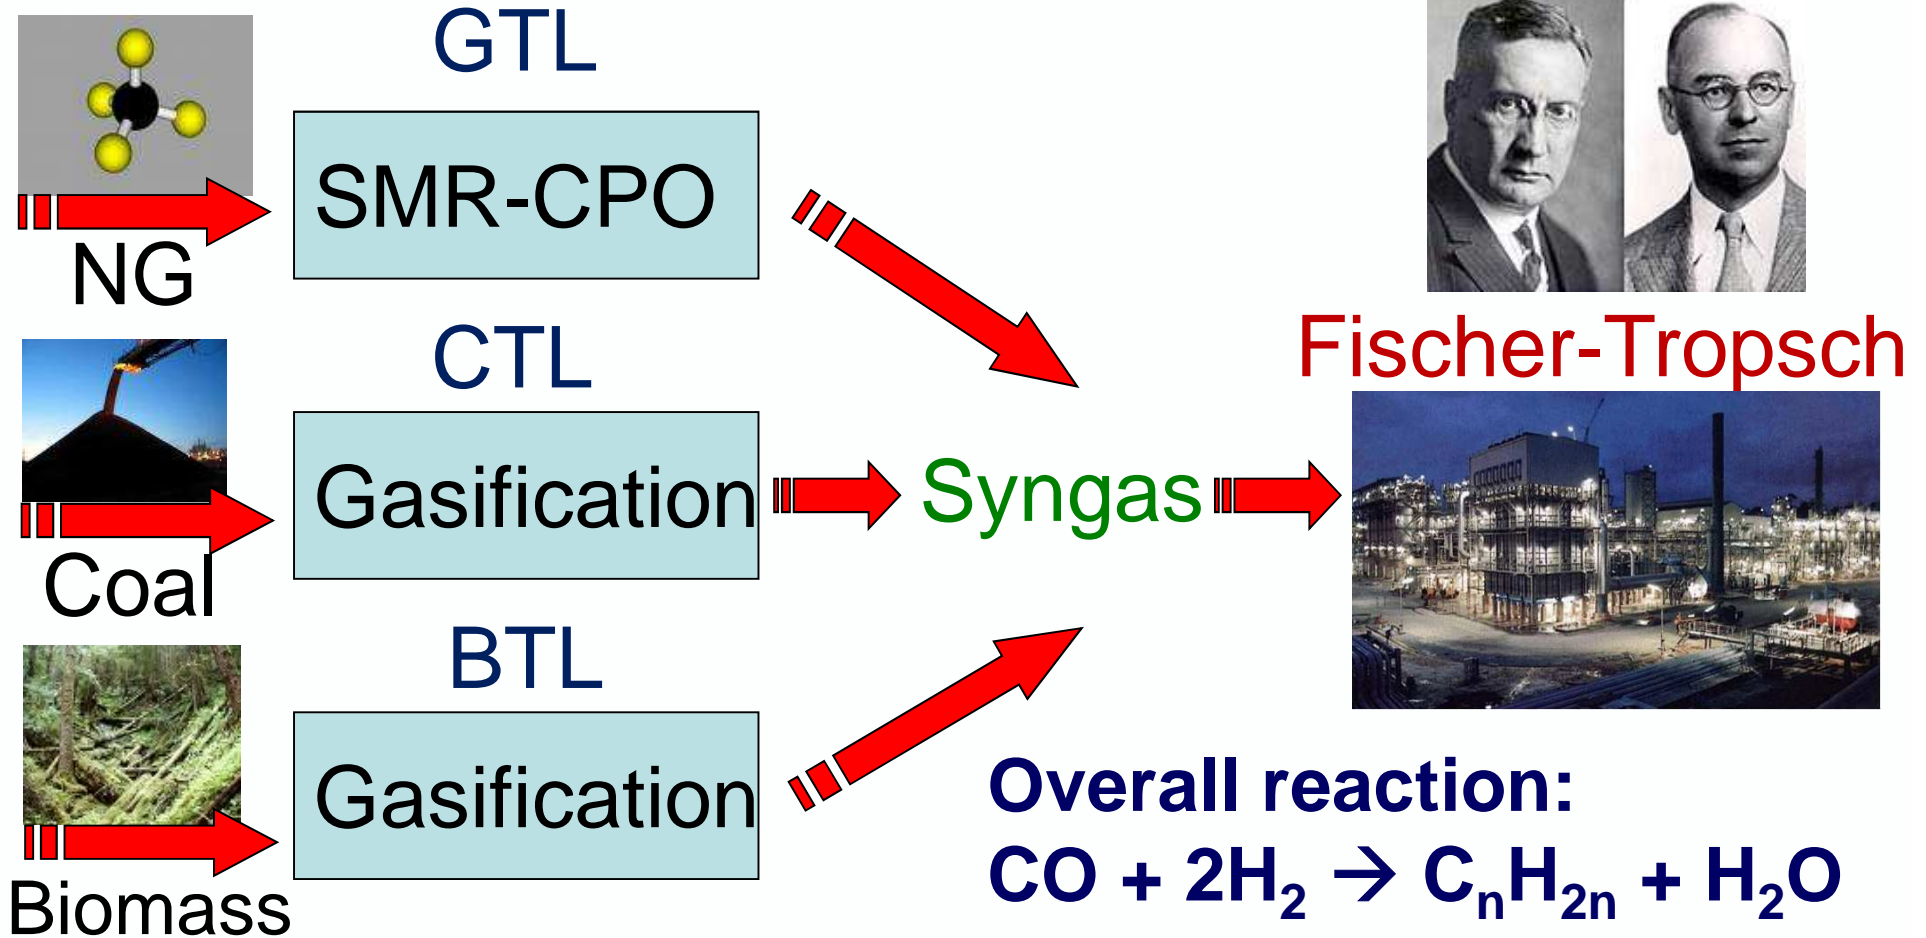 GTL
SMR-CPO
NG
CTL
Gasification
Coal
BTL
Gasification
Biomass
Syngas
Fischer-Tropsch
Overall reaction:
CO + 2H₂ → CₙH₂ₙ + H₂O